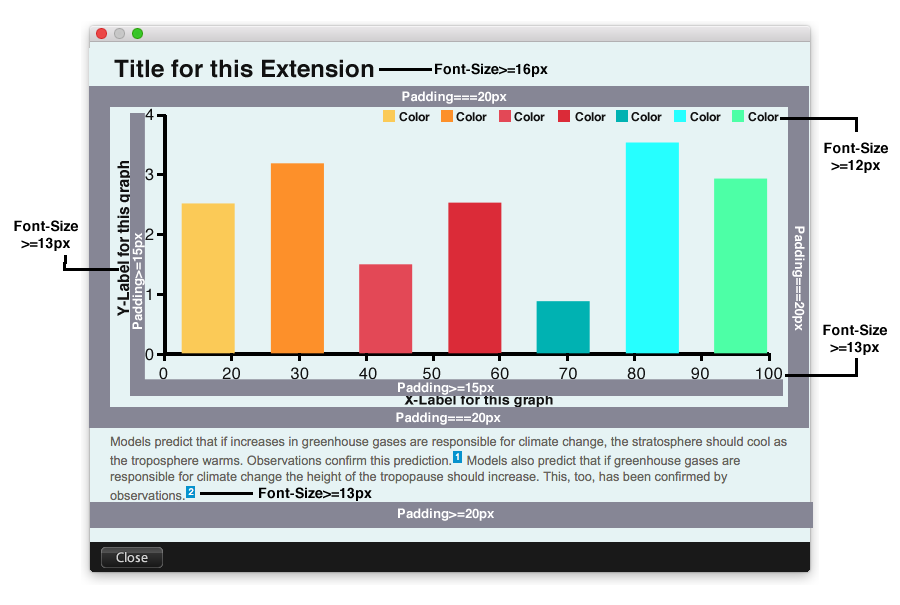 Title for this Extension
Font-Size>=16px
Padding===20px
Color Color Color Color Color Color Color
Font-Size
>=12px
4
3
2
1
0
Y-Label for this graph
Padding>=15px
Font-Size
>=13px
Padding===20px
Font-Size
>=13px
0 20 30 40 50 60 70 80 90 100
Padding>=15px
X-Label for this graph
Padding===20px
Models predict that if increases in greenhouse gases are responsible for climate change, the stratosphere should cool as
the troposphere warms. Observations confirm this prediction.1 Models also predict that if greenhouse gases are
responsible for climate change the height of the tropopause should increase. This, too, has been confirmed by
observations.2
Font-Size>=13px
Padding>=20px
Close